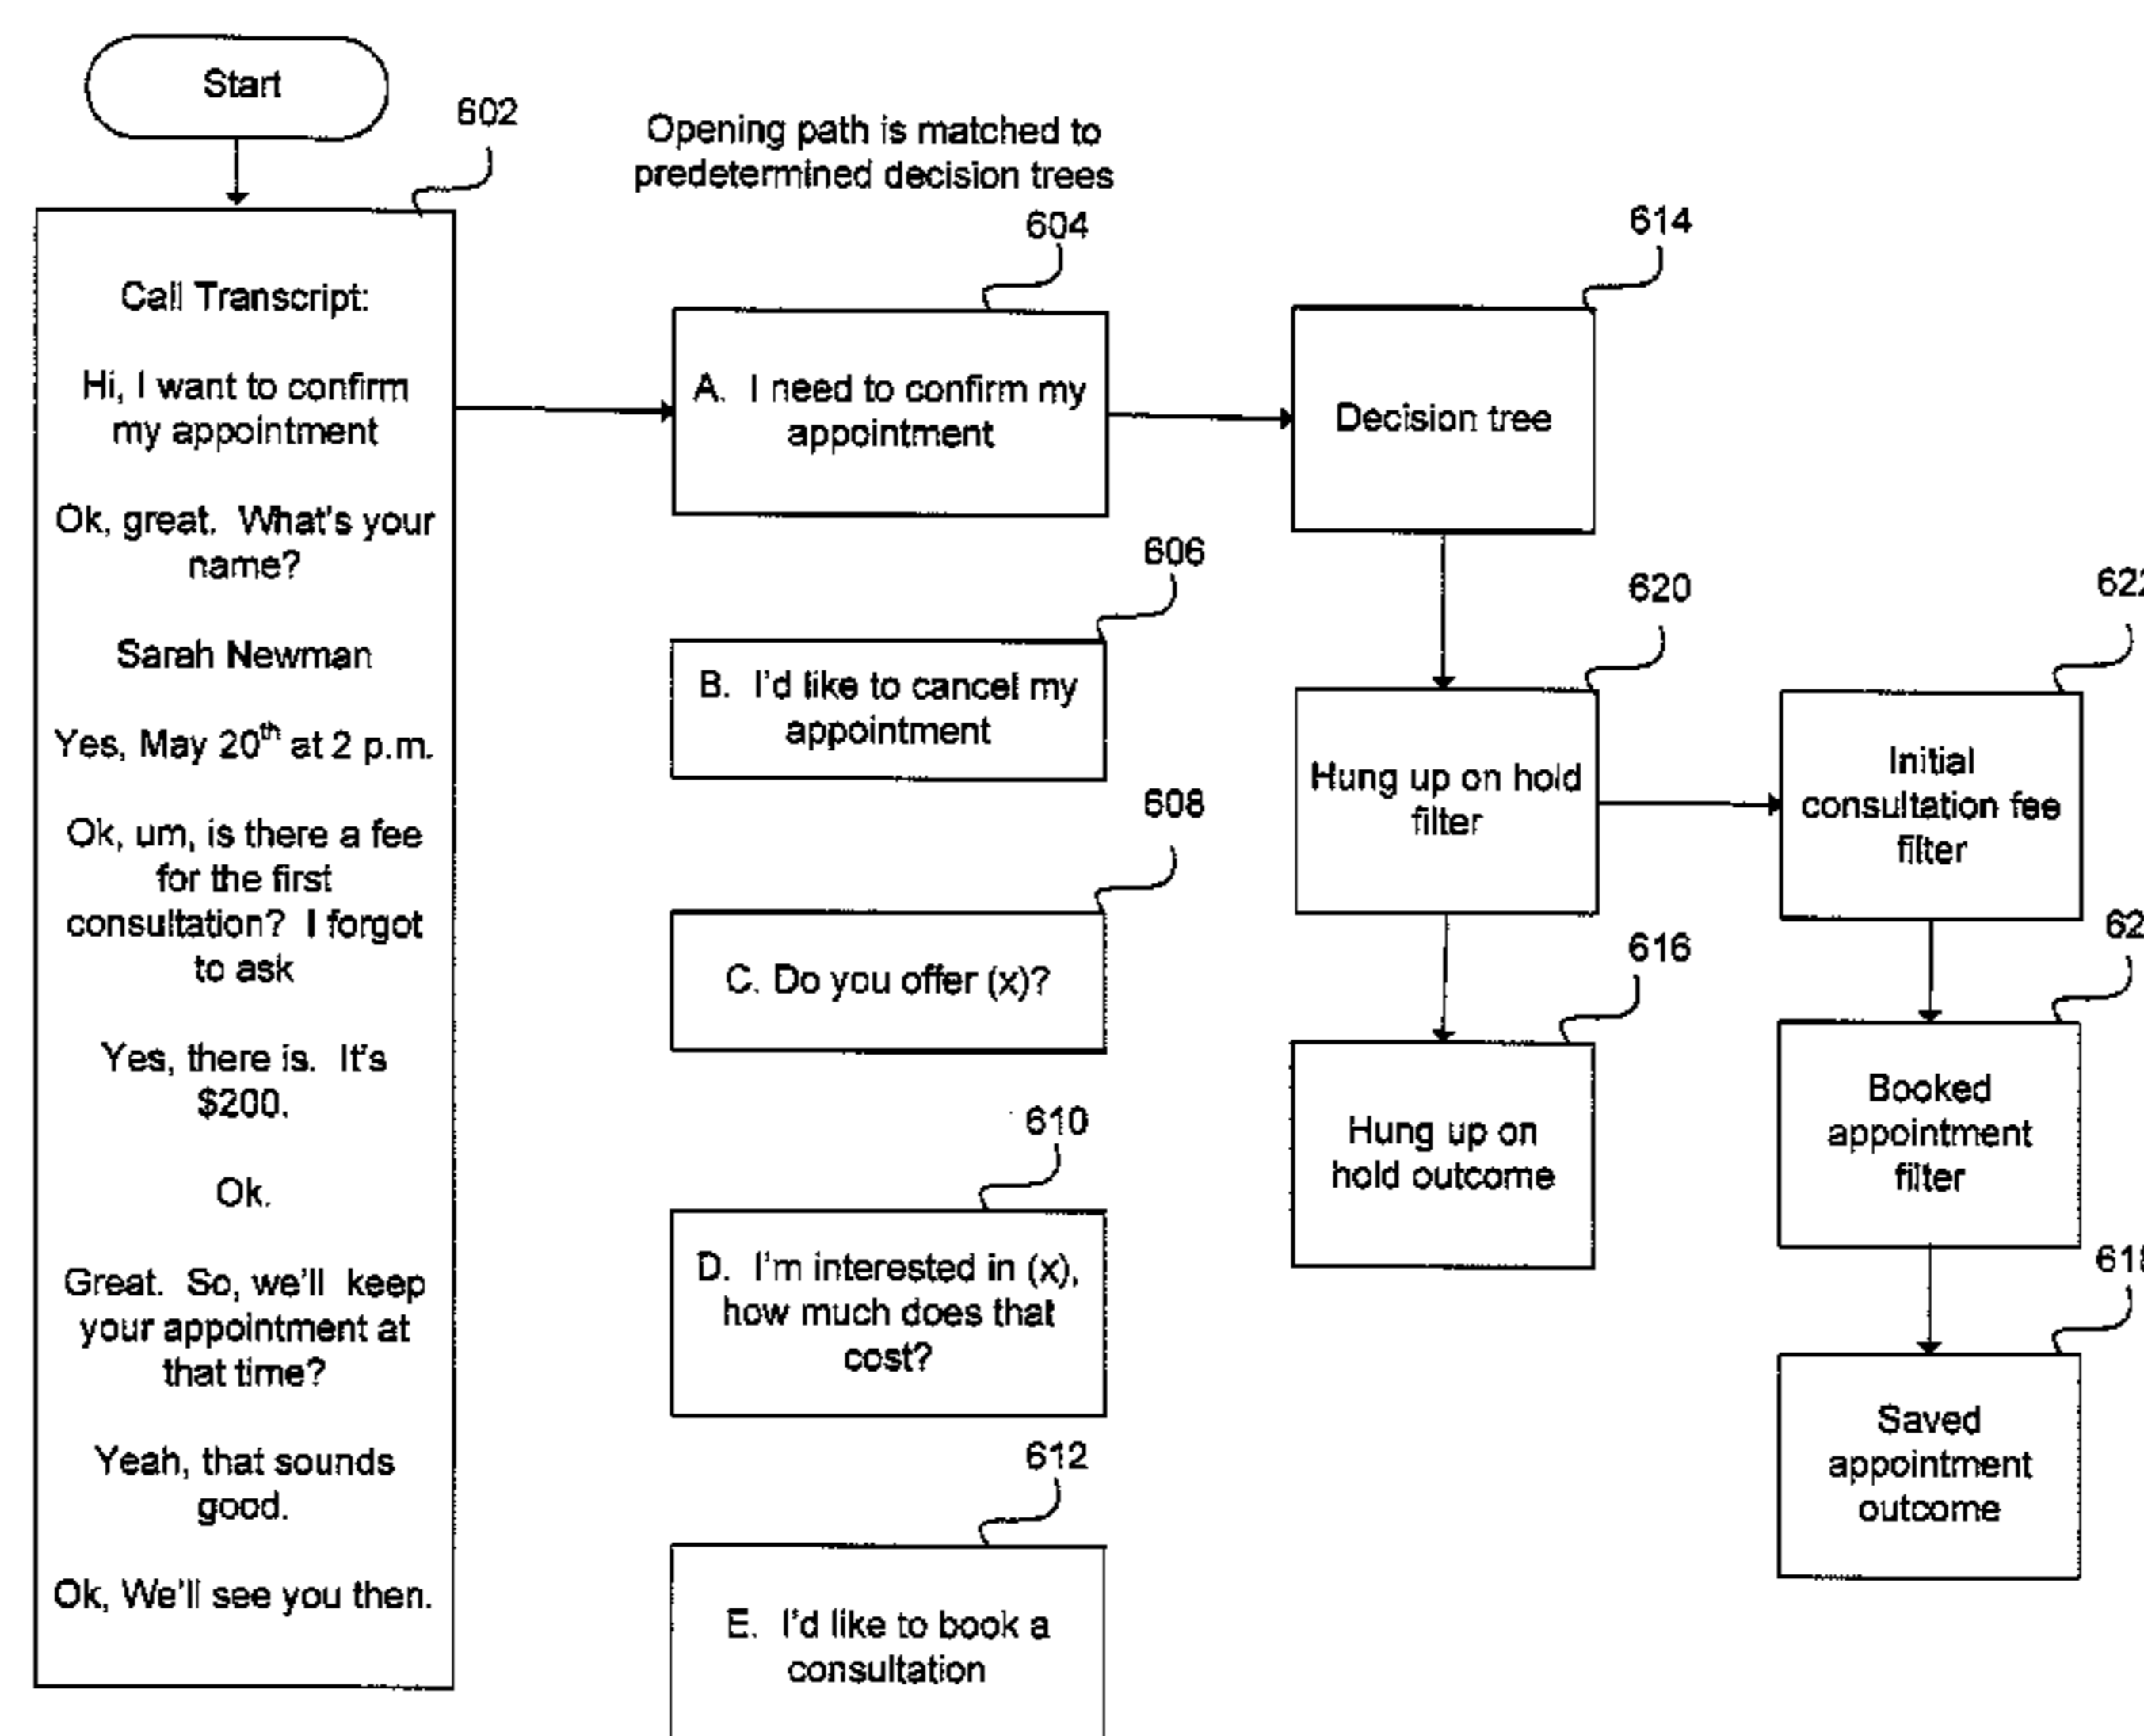 Start
602
Call Transcript:
Hi, I want to confirm
my appointment
Ok, great. What's your
name?
Sarah Newman
Yes, May 20th at 2 p.m.
Ok, um, is there a fee
for the first
consultation? I forgot
to ask
Yes, there is. It's
$200.
Ok.
Great. So, we'll keep
your appointment at
that time?
Yeah, that sounds
good.
Ok, We'll see you then.
Opening path is matched to
predetermined decision trees
604
A. I need to confirm my
appointment
606
B. I'd like to cancel my
appointment
608
C. Do you offer (x)?
610
D. I'm interested in (x),
how much does that
cost?
612
E. I'd like to book a
consultation
614
Decision tree
620
Hung up on hold
filter
616
Hung up on
hold outcome
622
Initial
consultation fee
filter
Booked
appointment
filter
618
Saved
appointment
outcome